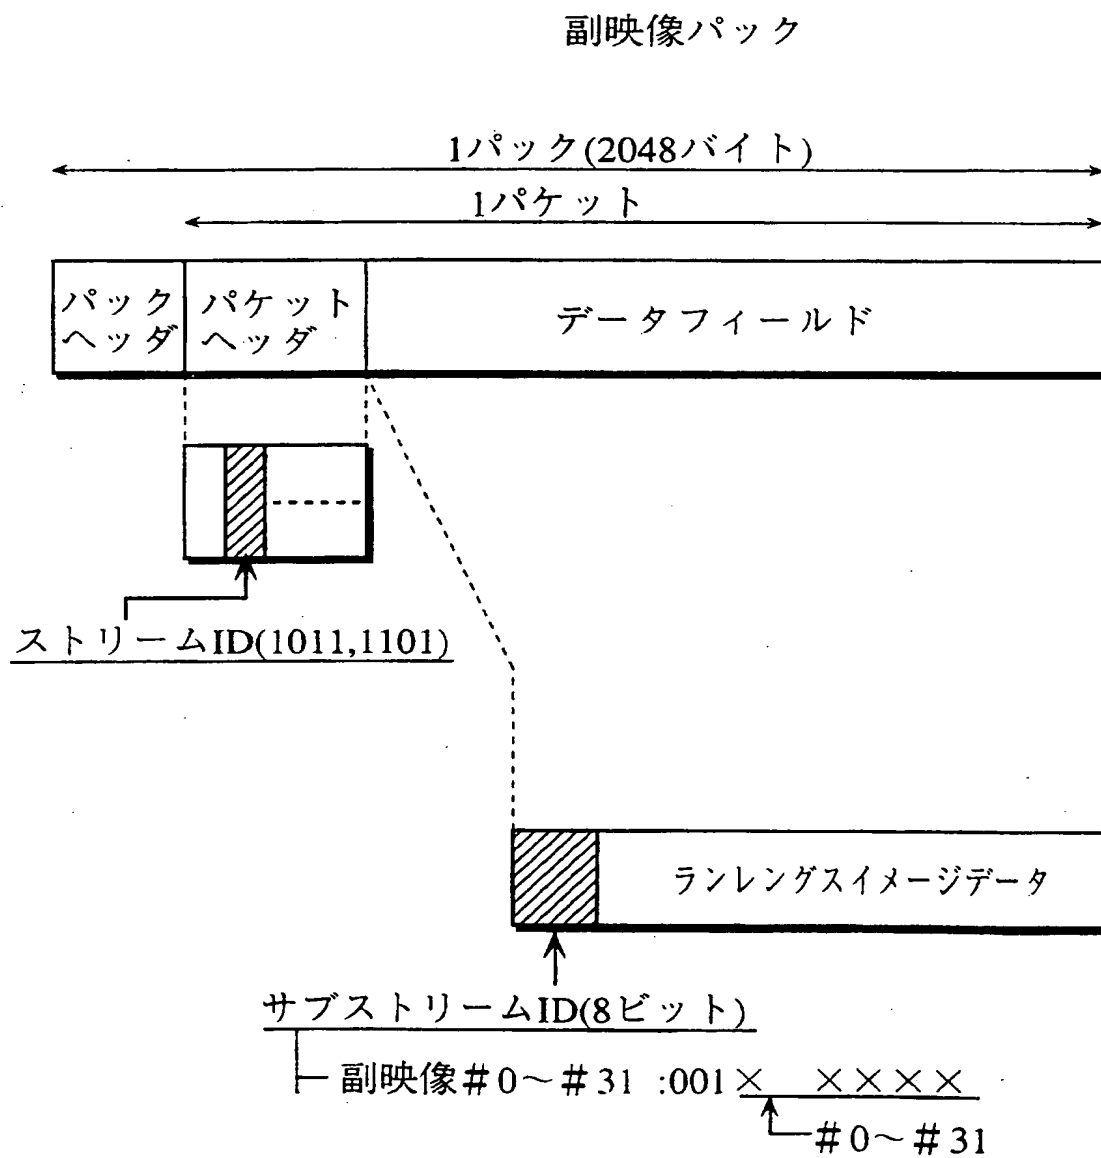 副映像パック
1パック(2048バイト)
1パケット
パック
ヘッダ
パケット
ヘッダ
データフィールド
ストリームID(1011,1101)
ランレングスイメージデータ
サブストリームID(8ビット)
副映像#0~#31 :001× ××××
#0~#31